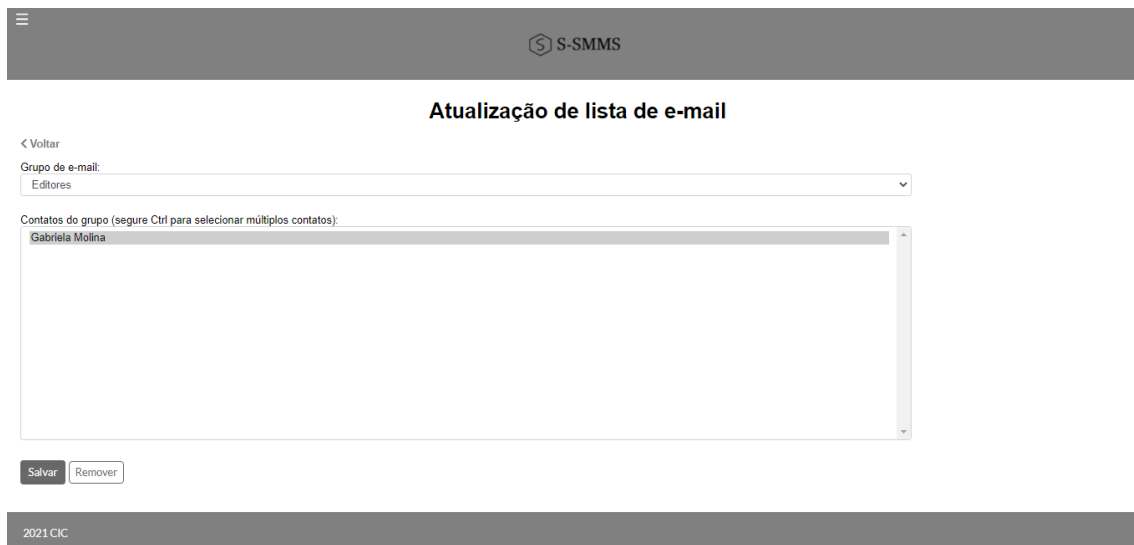 ☰
S-SMMS
Atualização de lista de e-mail
Voltar
Grupo de e-mail:
Editores
Contatos do grupo (segure Ctrl para selecionar múltiplos contatos):
Gabriela Molina
Salvar Remover
2021 CIC